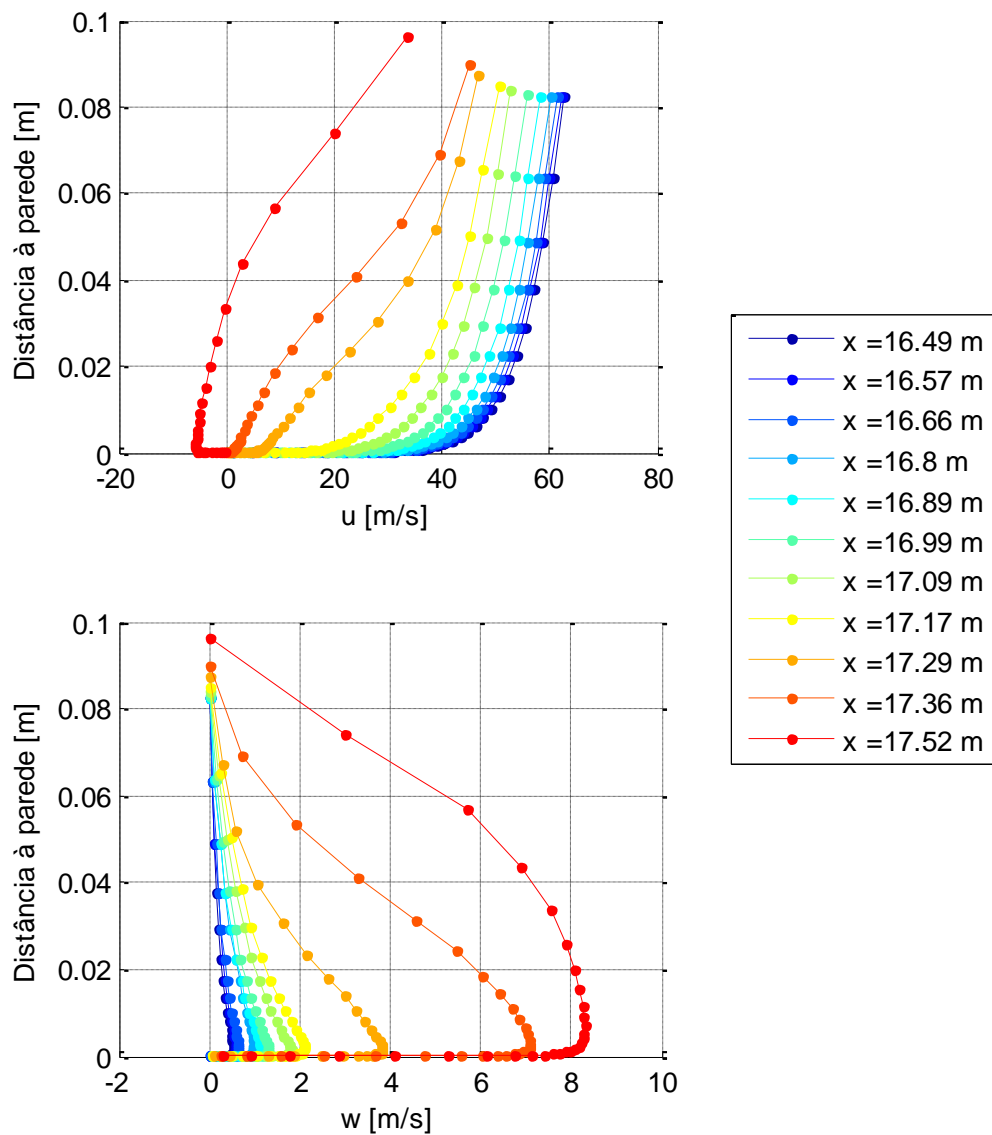 0.1
0.08
0.06
0.04
0.02
0
-20 0 20 40 60 80
u [m/s]
Distância à parede [m]
0.1
0.08
0.06
0.04
0.02
0
-2 0 2 4 6 8 10
w [m/s]
Distância à parede [m]
x =16.49 m
x =16.57 m
x =16.66 m
x =16.8 m
x =16.89 m
x =16.99 m
x =17.09 m
x =17.17 m
x =17.29 m
x =17.36 m
x =17.52 m